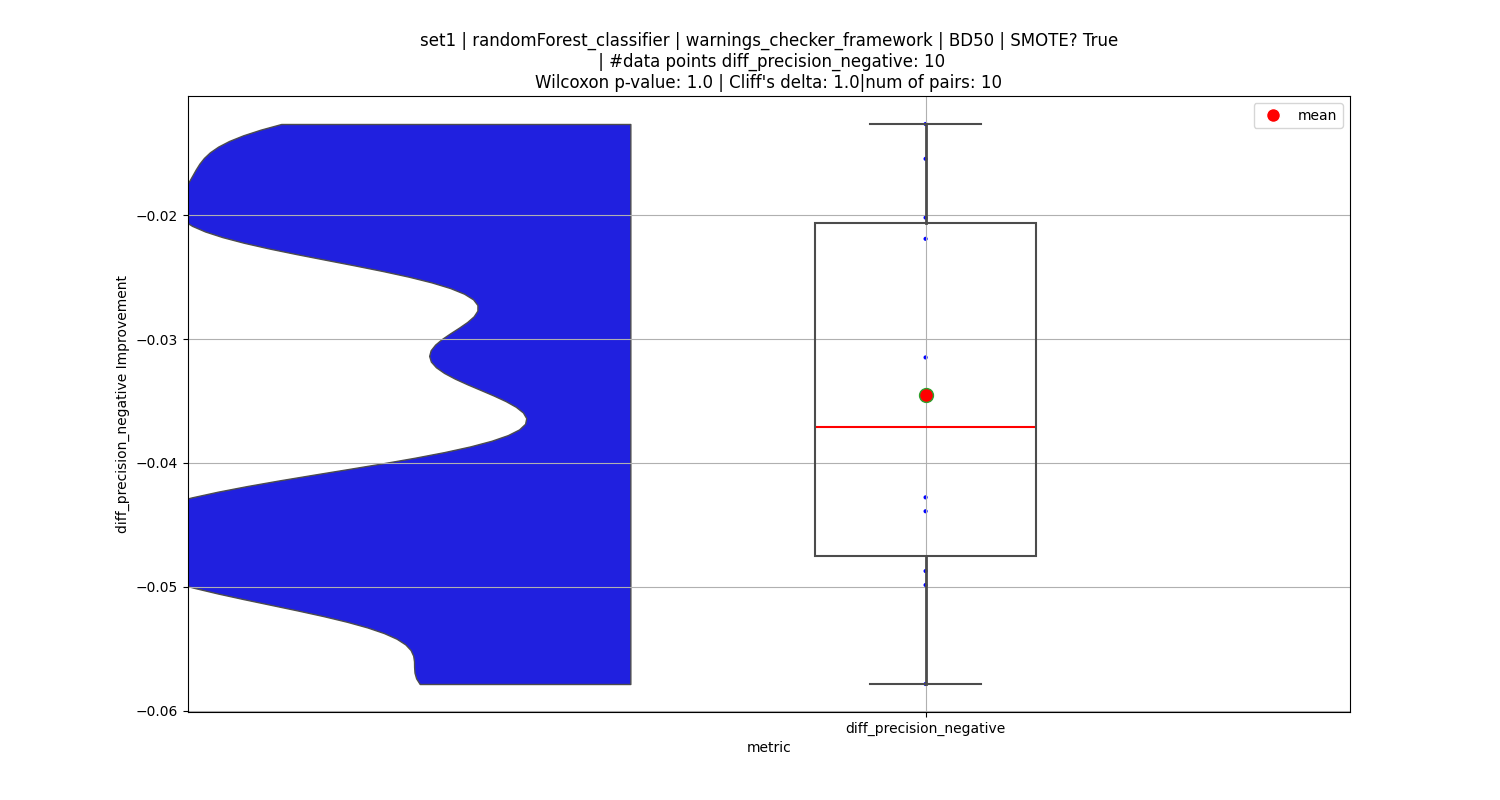 set1 | randomForest_classifier | warnings_checker_framework | BD50 | SMOTE? True
| #data points diff_precision_negative: 10
Wilcoxon p-value: 1.0 | Cliff's delta: 1.0|num of pairs: 10
mean
−0.02
−0.03
−0.04
−0.05
−0.06
diff_precision_negative Improvement
diff_precision_negative
metric